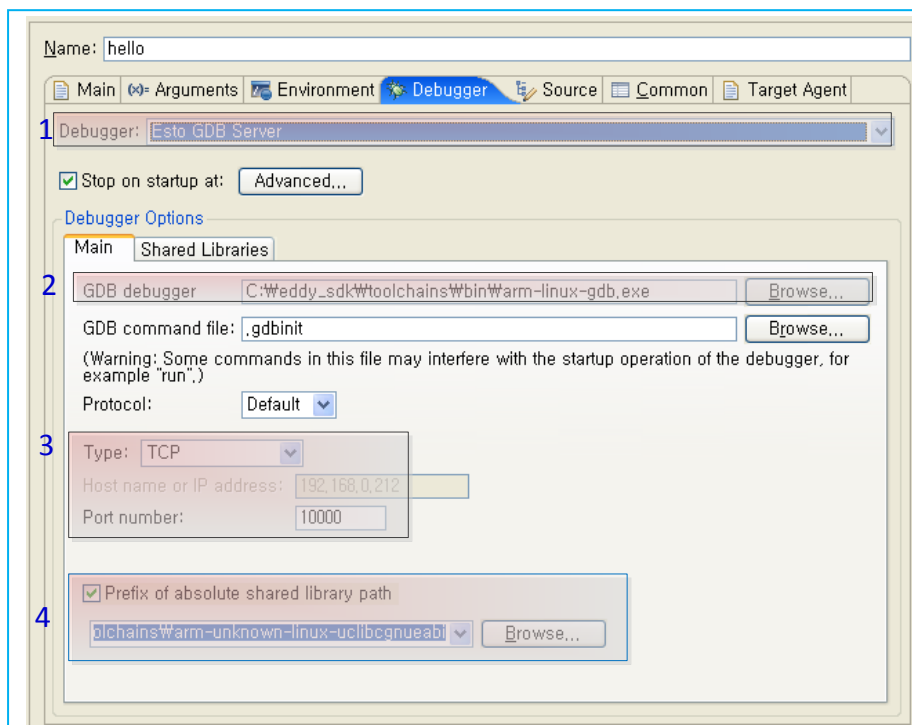 Name: hello
Main (x)= Arguments Environment Debugger Source Common Target Agent
1 Debugger: Esto GDB Server
Stop on startup at: Advanced...
Debugger Options
Main Shared Libraries
2 GDB debugger C:₩eddy_sdk₩toolchains₩bin₩arm-linux-gdb.exe Browse...
GDB command file: .gdbinit Browse...
(Warning: Some commands in this file may interfere with the startup operation of the debugger, for
example "run".)
Protocol: Default
3 Type: TCP
Host name or IP address: 192.168.0.212
Port number: 10000
Prefix of absolute shared library path
4 olchains₩arm-unknown-linux-uclibcgnueabi Browse...